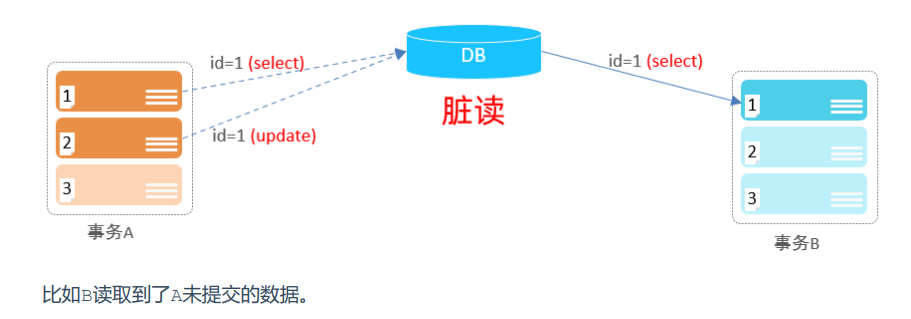 id=1 (select)
DB
id=1 (select)
1
脏读
1
2
id=1 (update)
2
3
3
事务A
事务B
比如B读取到了A未提交的数据。